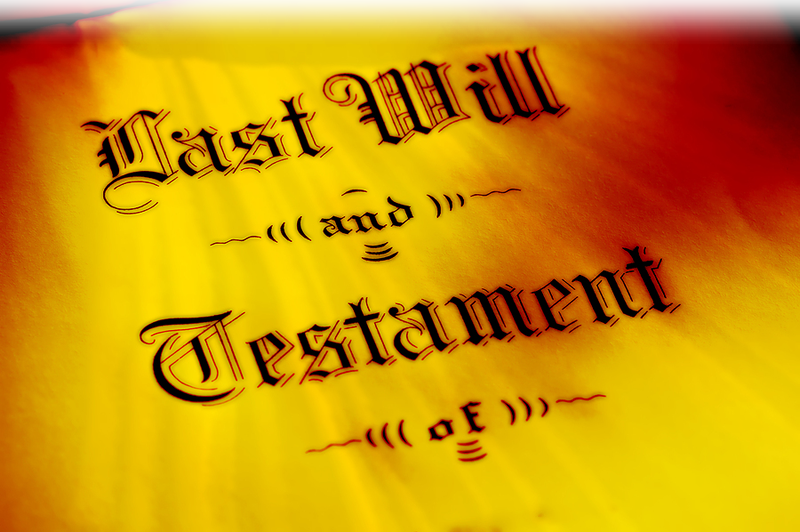 Last Will
and
Testament
of